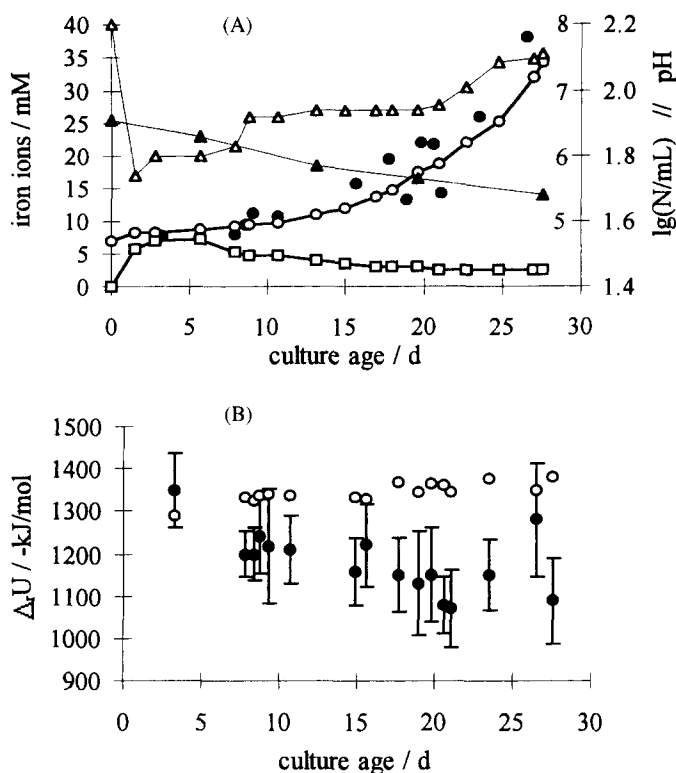 (A)
iron ions / mM
40
35
30
25
20
15
10
5
0
8
7
6
5
2.2
2.0
1.8
1.6
1.4
lg(N/mL) // pH
0 5 10 15 20 25 30
culture age / d
(B)
ΔᵣU / -kJ/mol
1500
1400
1300
1200
1100
1000
900
0 5 10 15 20 25 30
culture age / d